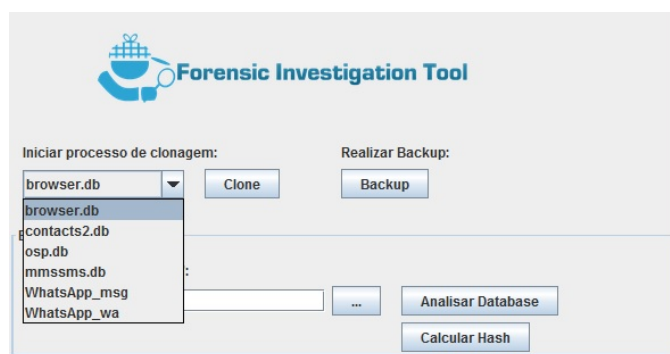 Forensic Investigation Tool
Iniciar processo de clonagem:
Realizar Backup:
browser.db
Clone
Backup
browser.db
contacts2.db
osp.db
mmssms.db
:
WhatsApp_msg
...
Analisar Database
WhatsApp_wa
Calcular Hash